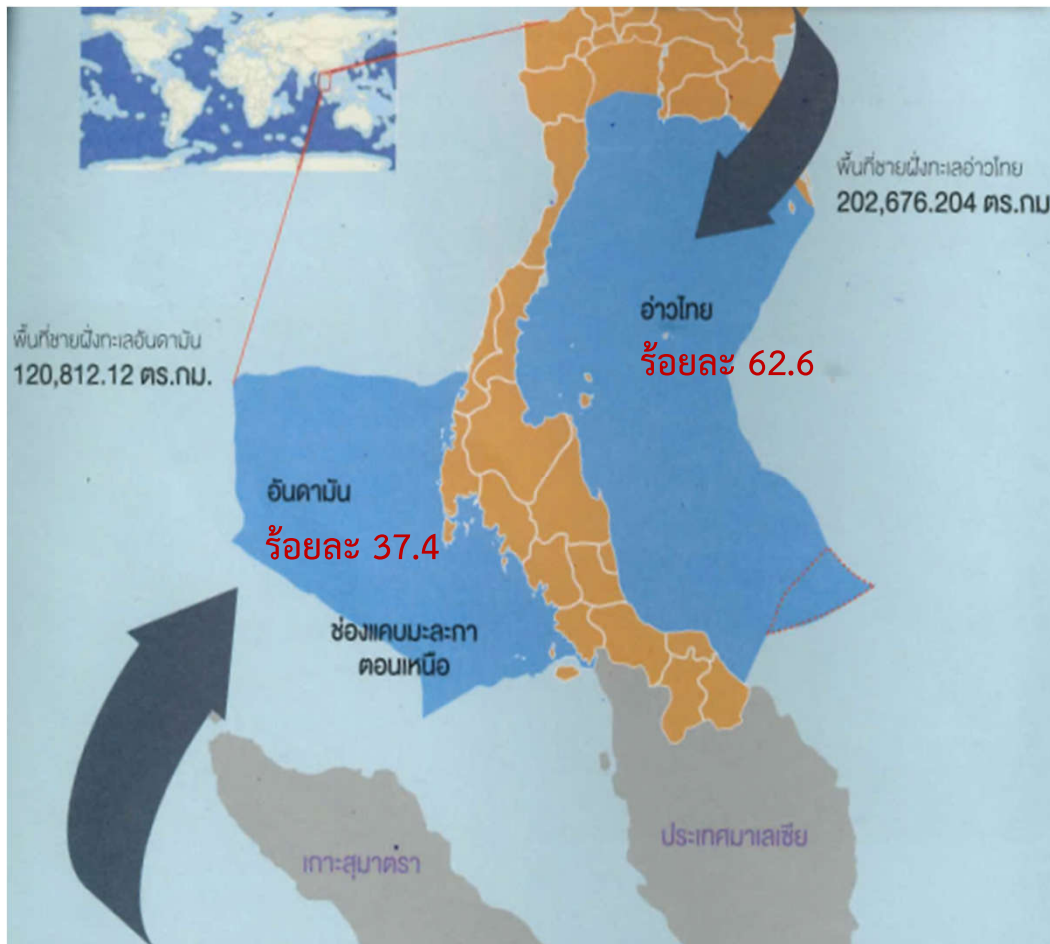 พื้นที่ชายฝั่งทะเลอ่าวไทย
202,676.204 ตร.กม
อ่าวไทย
ร้อยละ 62.6
พื้นที่ชายฝั่งทะเลอันดามัน
120,812.12 ตร.กม.
อันดามัน
ร้อยละ 37.4
ช่องแคบมะละกา
ตอนเหนือ
ประเทศมาเลเซีย
เกาะสุมาตรา